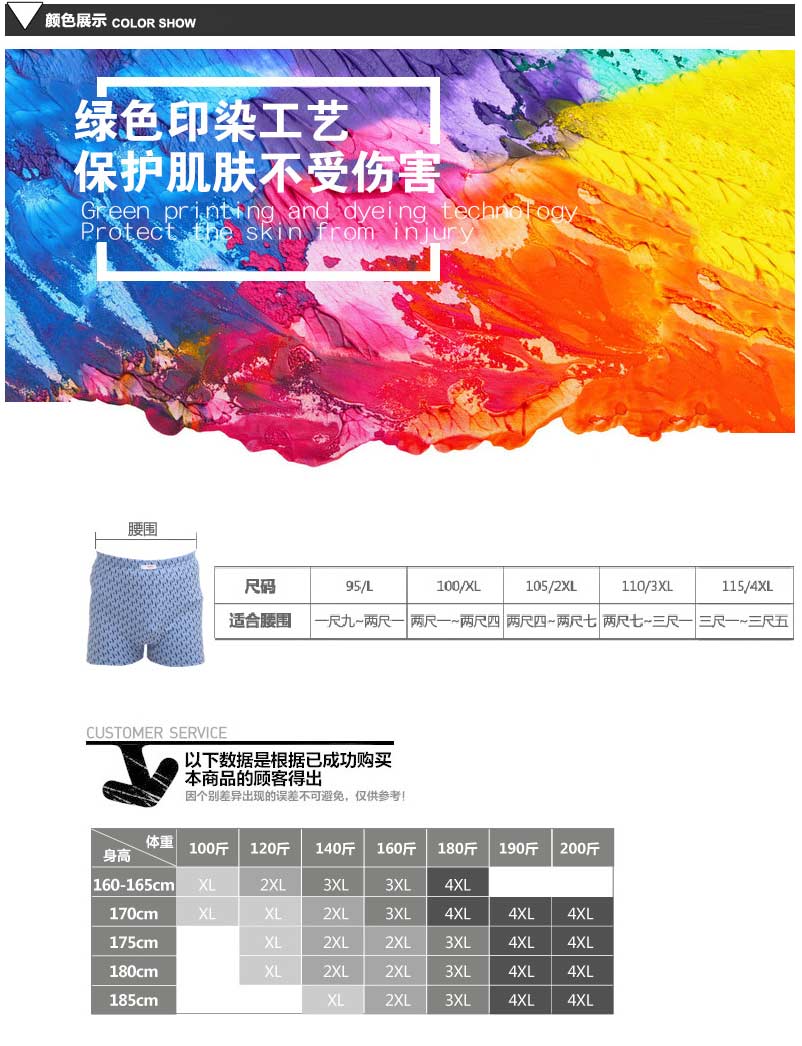 颜色展示 COLOR SHOW
绿色印染工艺
保护肌肤不受伤害
Green printing and dyeing technology
Protect the skin from injury
腰围
尺码 95/L 100/XL 105/2XL 110/3XL 115/4XL
适合腰围 一尺九~两尺一 两尺一~两尺四 两尺四~两尺七 两尺七~三尺一 三尺一~三尺五
CUSTOMER SERVICE
以下数据是根据已成功购买
本商品的顾客得出
因个别差异出现的误差不可避免，仅供参考！
体重 身高 100斤 120斤 140斤 160斤 180斤 190斤 200斤
160-165cm XL 2XL 3XL 3XL 4XL
170cm XL XL 2XL 3XL 4XL 4XL 4XL
175cm XL 2XL 2XL 3XL 4XL 4XL
180cm XL 2XL 2XL 3XL 4XL 4XL
185cm XL 2XL 3XL 4XL 4XL